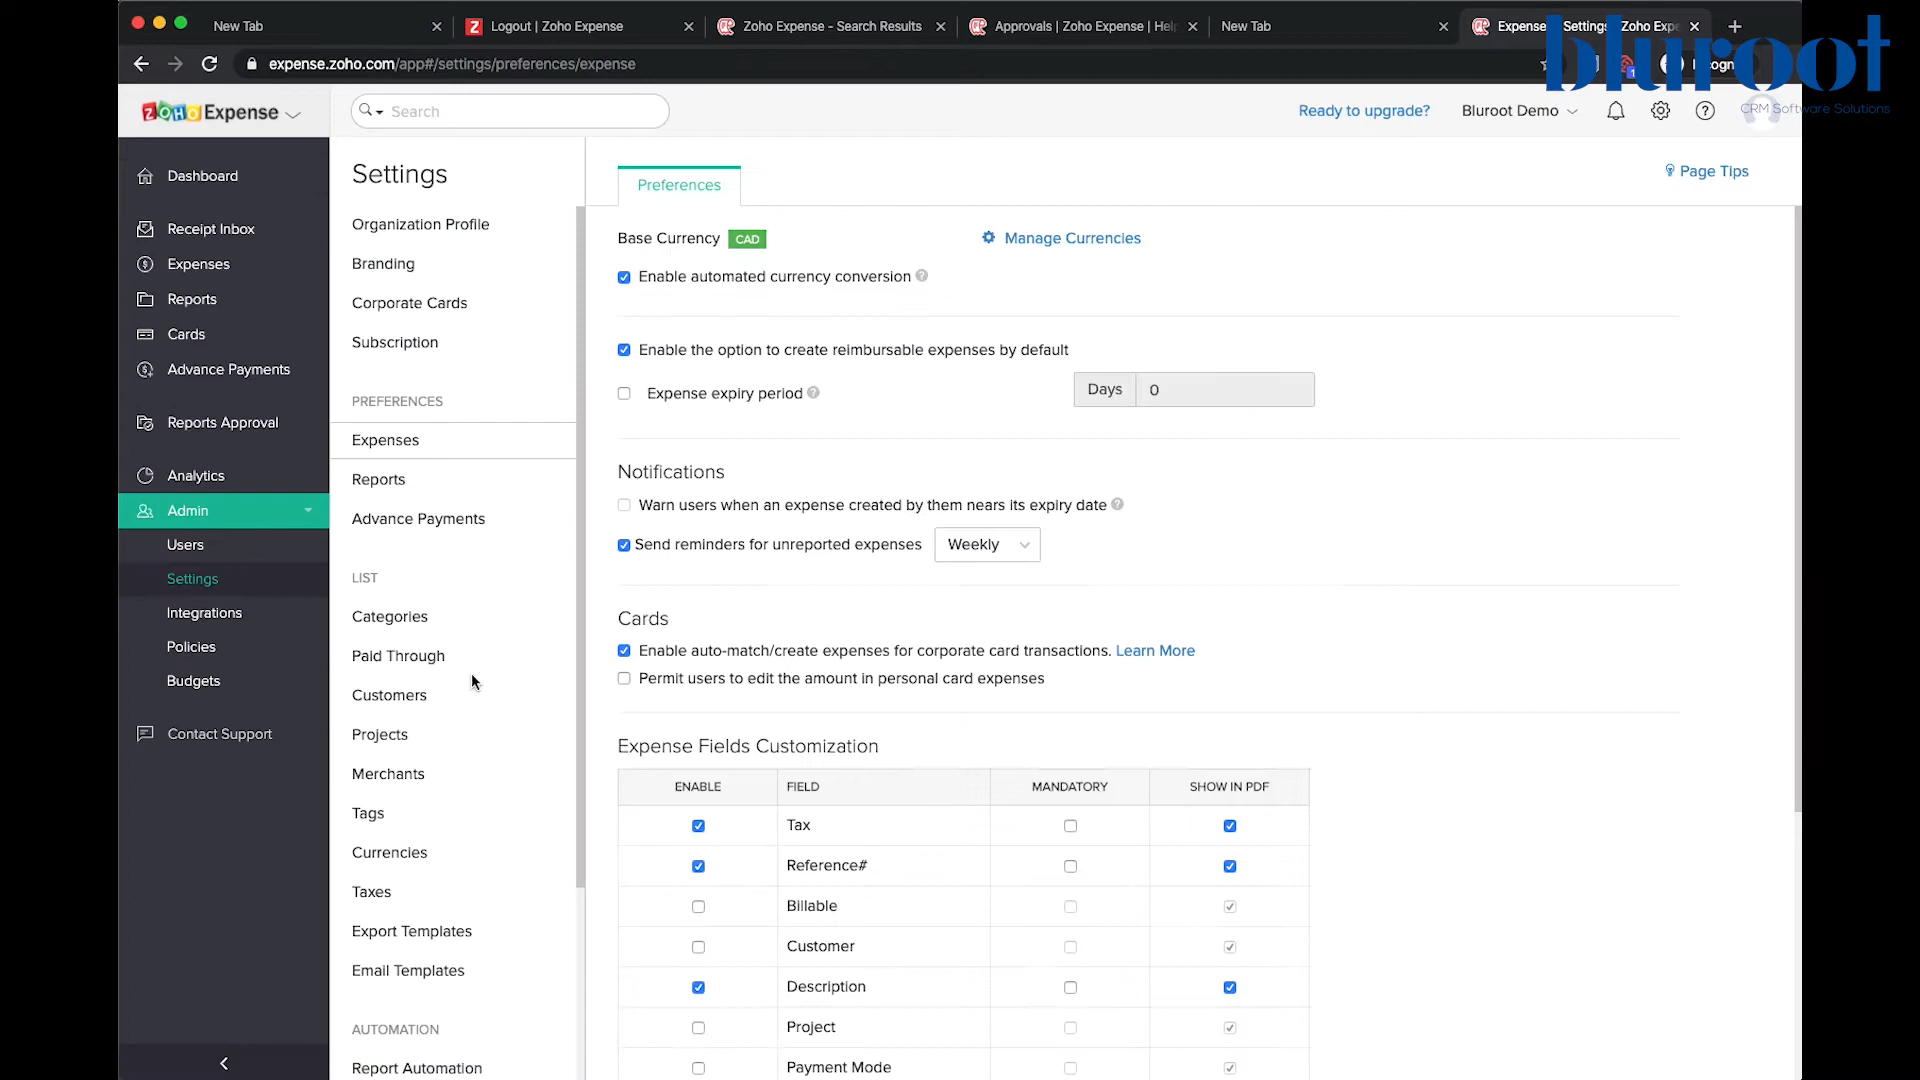 New Tab
Logout | Zoho Expense
Zoho Expense - Search Results
Approvals | Zoho Expense | Hel
New Tab
Expense
Settings
Zoho Exp
bluroot
CRM Software Solutions
expense.zoho.com/app#/settings/preferences/expense
1
ZOHO Expense
Search
Ready to upgrade?
Bluroot Demo
Dashboard
Receipt Inbox
Expenses
Reports
Cards
Advance Payments
Reports Approval
Analytics
Admin
Users
Settings
Integrations
Policies
Budgets
Contact Support
Settings
Organization Profile
Branding
Corporate Cards
Subscription
PREFERENCES
Expenses
Reports
Advance Payments
LIST
Categories
Paid Through
Customers
Projects
Merchants
Tags
Currencies
Taxes
Export Templates
Email Templates
AUTOMATION
Report Automation
Preferences
Page Tips
Base Currency CAD
Manage Currencies
Enable automated currency conversion
Enable the option to create reimbursable expenses by default
Expense expiry period
Days 0
Notifications
Warn users when an expense created by them nears its expiry date
Send reminders for unreported expenses Weekly
Cards
Enable auto-match/create expenses for corporate card transactions. Learn More
Permit users to edit the amount in personal card expenses
Expense Fields Customization
ENABLE FIELD MANDATORY SHOW IN PDF
Tax
Reference#
Billable
Customer
Description
Project
Payment Mode